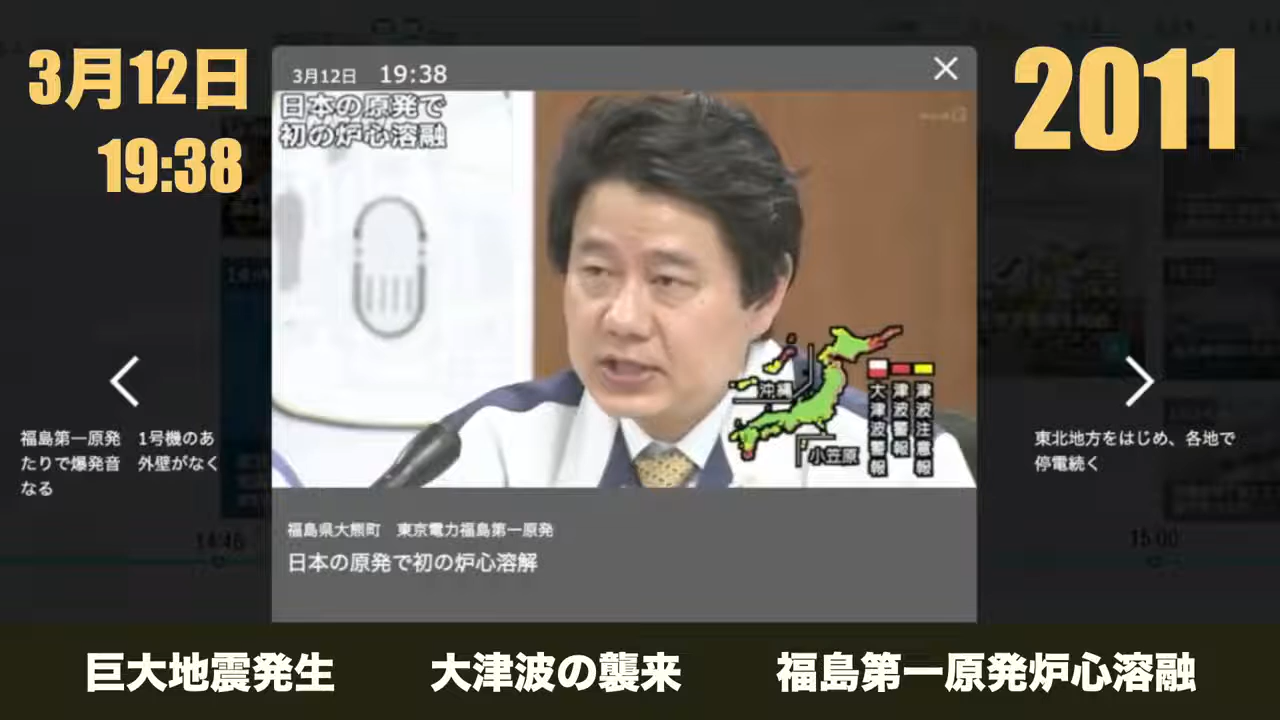 3月12日
19:38
2011
3月12日 19:38
日本の原発で
初の炉心溶融
沖縄
小笠原
大津波警報
津波警報
津波注意報
福島第一原発 1号機のあ
たりで爆発音 外壁がなく
なる
東北地方をはじめ、各地で
停電続く
14:46
15:00
福島県大熊町 東京電力福島第一原発
日本の原発で初の炉心溶解
巨大地震発生 大津波の襲来 福島第一原発炉心溶融